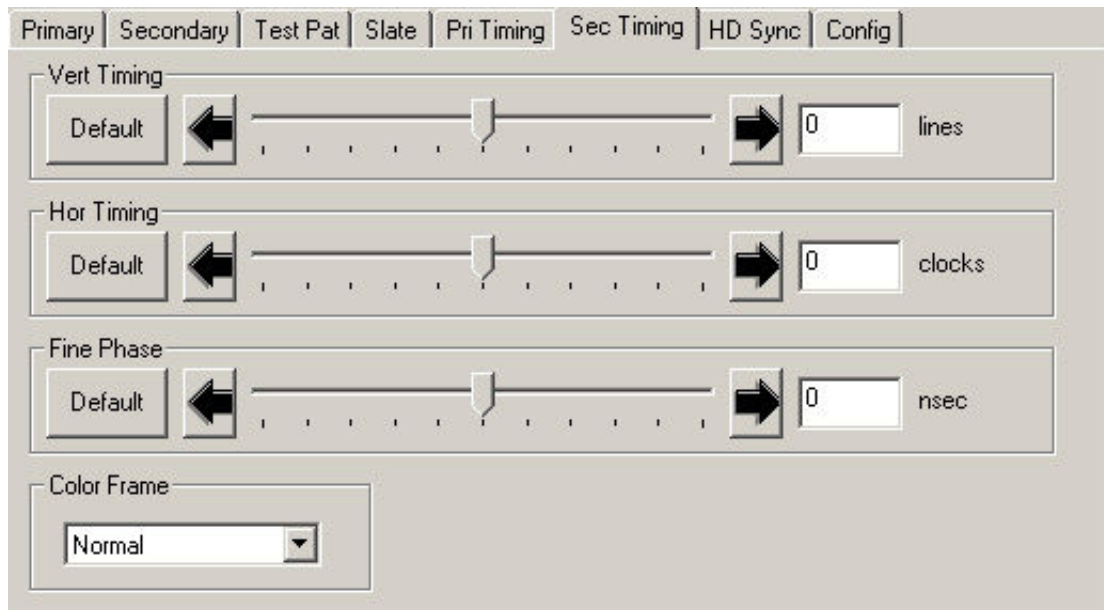 Primary Secondary Test Pat Slate Pri Timing Sec Timing HD Sync Config
Vert Timing
Default 0 lines
Hor Timing
Default 0 clocks
Fine Phase
Default 0 nsec
Color Frame
Normal